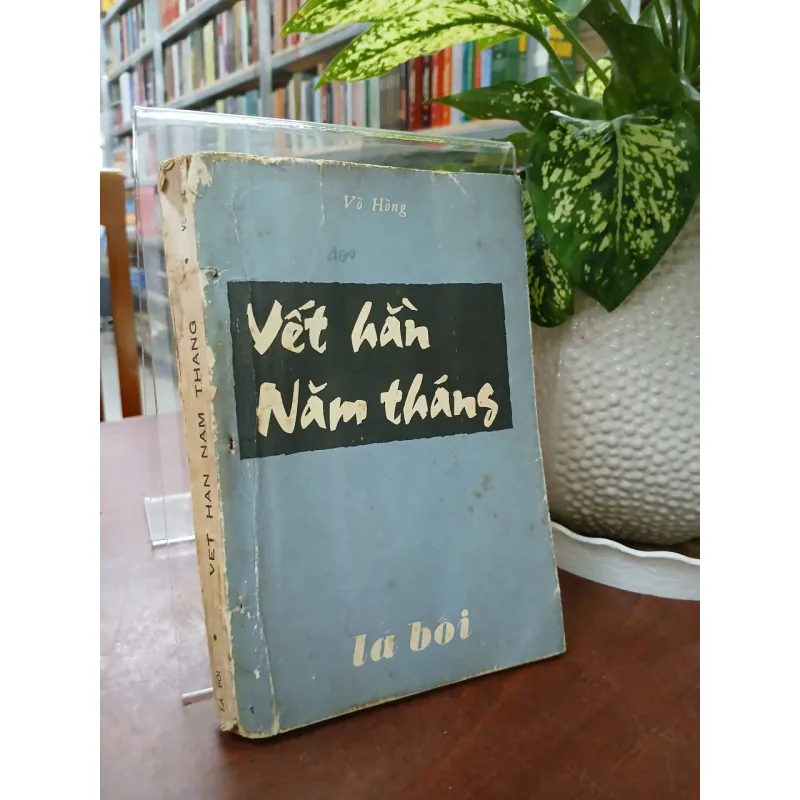 Võ Hồng
Vết hằn
Năm tháng
lá bối
VET HAN NAM THANG
LA BOI